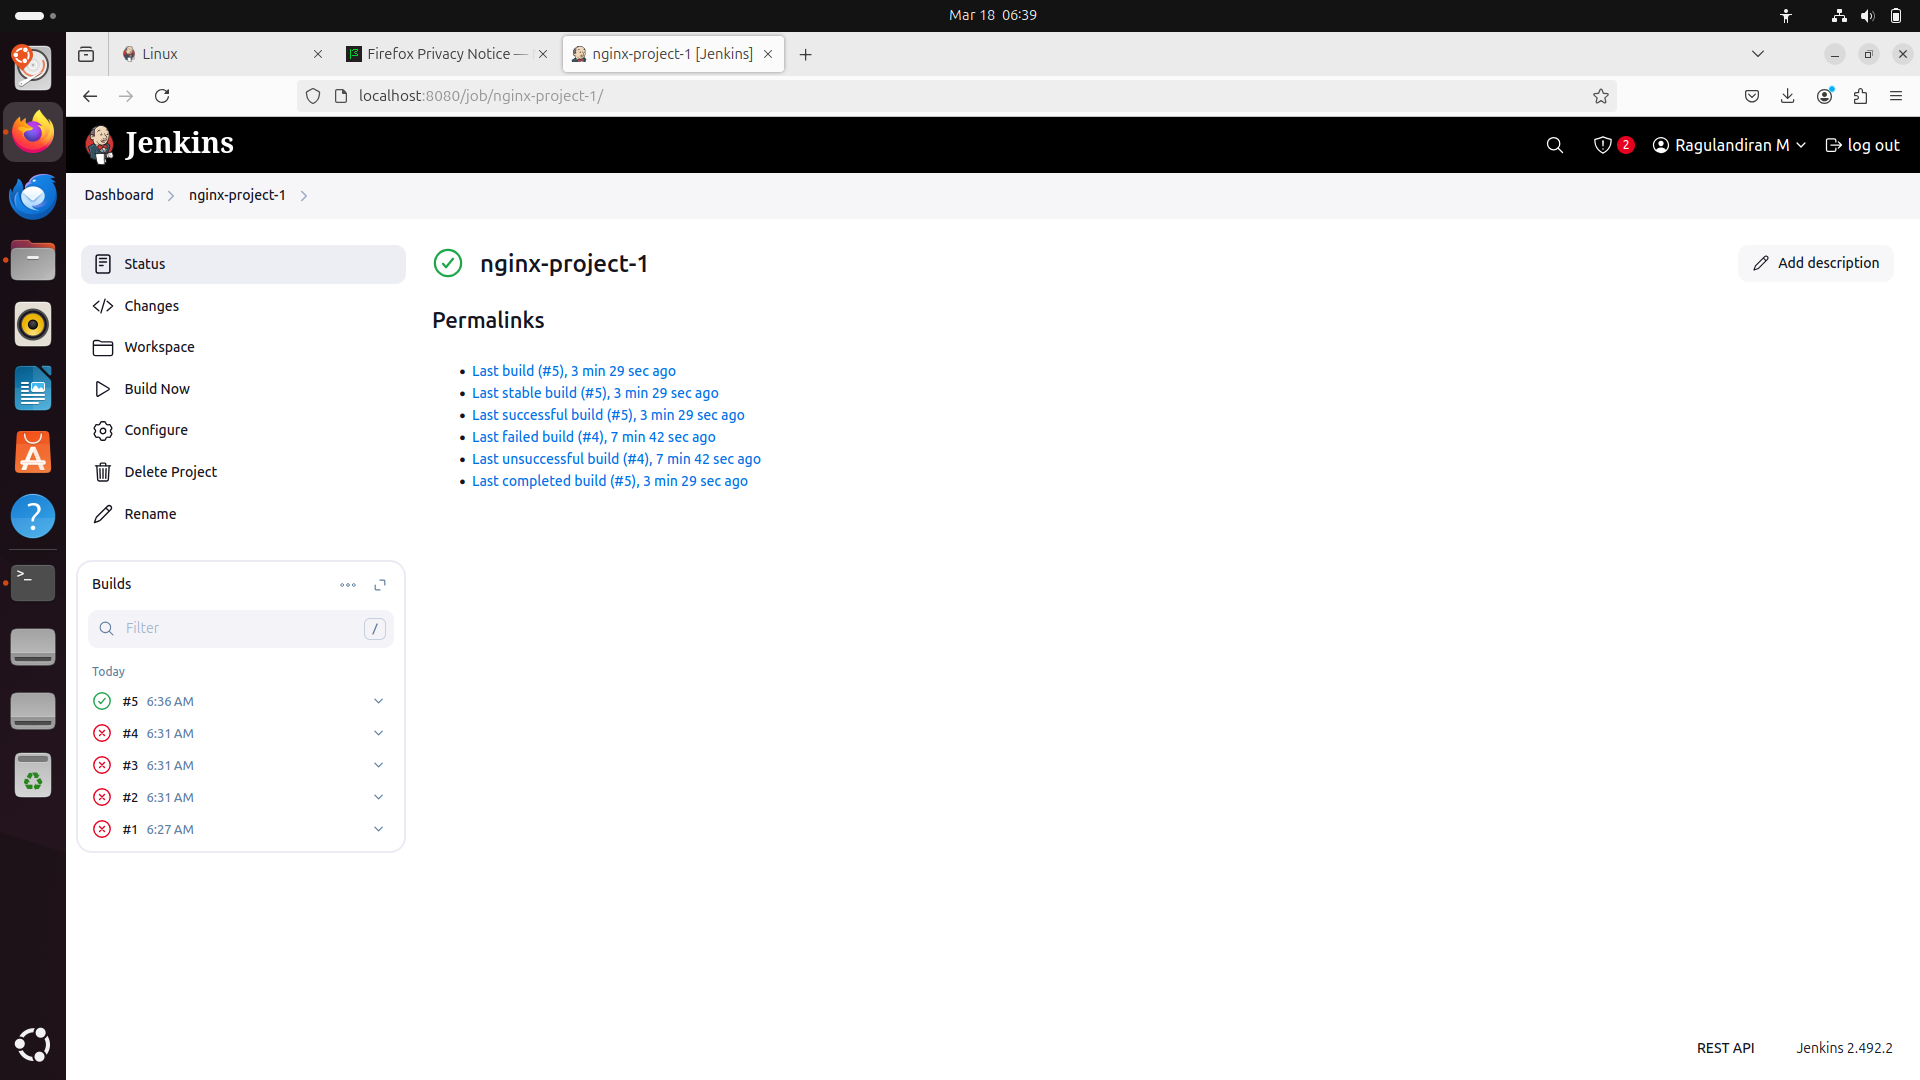 Mar 18 06:39
Linux
Firefox Privacy Notice —
nginx-project-1 [Jenkins]
localhost:8080/job/nginx-project-1/
Jenkins
2
Ragulandiran M
log out
Dashboard
nginx-project-1
Status
Changes
Workspace
Build Now
Configure
Delete Project
Rename
nginx-project-1
Add description
Permalinks
Last build (#5), 3 min 29 sec ago
Last stable build (#5), 3 min 29 sec ago
Last successful build (#5), 3 min 29 sec ago
Last failed build (#4), 7 min 42 sec ago
Last unsuccessful build (#4), 7 min 42 sec ago
Last completed build (#5), 3 min 29 sec ago
Builds
Filter
/
Today
#5 6:36 AM
#4 6:31 AM
#3 6:31 AM
#2 6:31 AM
#1 6:27 AM
REST API
Jenkins 2.492.2